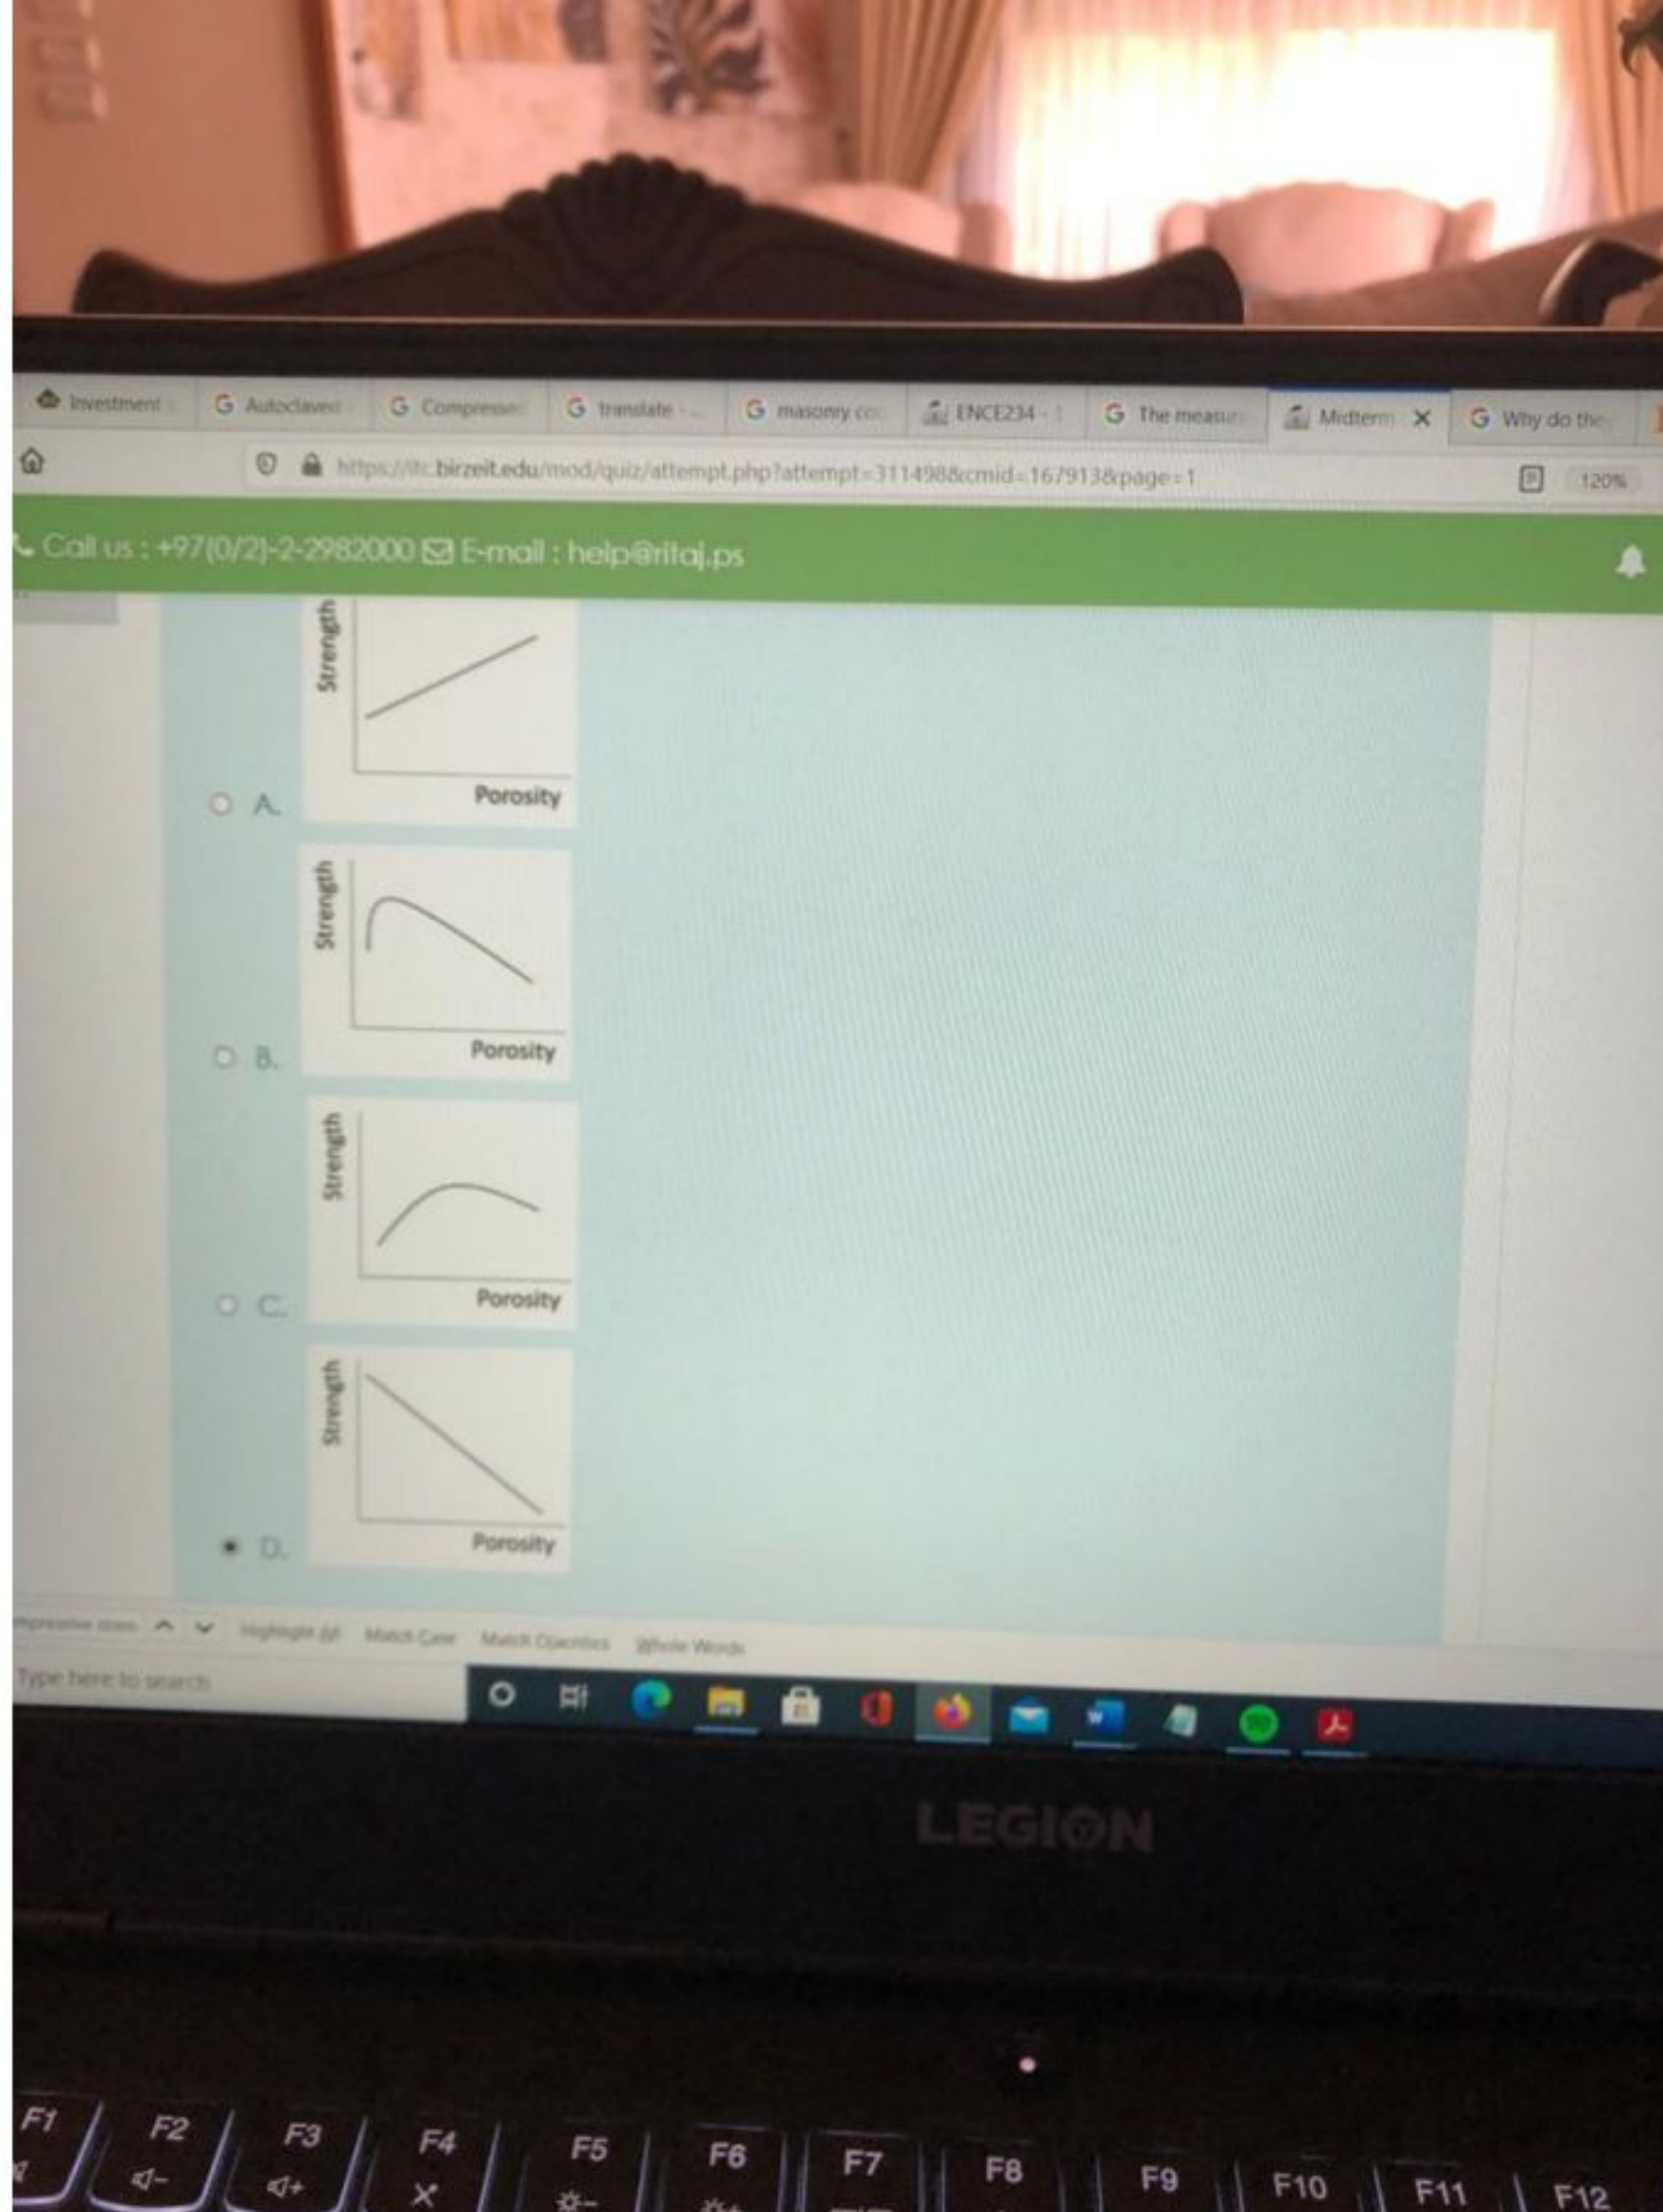 Investment
Autoclaved
Compressed
translate
masonry co
ENCE234 - 1
The measur
Midterm
Why do the
https://itc.birzeit.edu/mod/quiz/attempt.php?attempt=311498&cmid=167913&page=1
120%
Call us : +97(0/2)-2-2982000 E-mail : help@ritaj.ps
Strength
Porosity
A.
Strength
Porosity
B.
Strength
Porosity
C.
Strength
Porosity
D.
Highlight All Match Case Match Diacritics Whole Words
Type here to search
LEGION
F1 F2 F3 F4 F5 F6 F7 F8 F9 F10 F11 F12